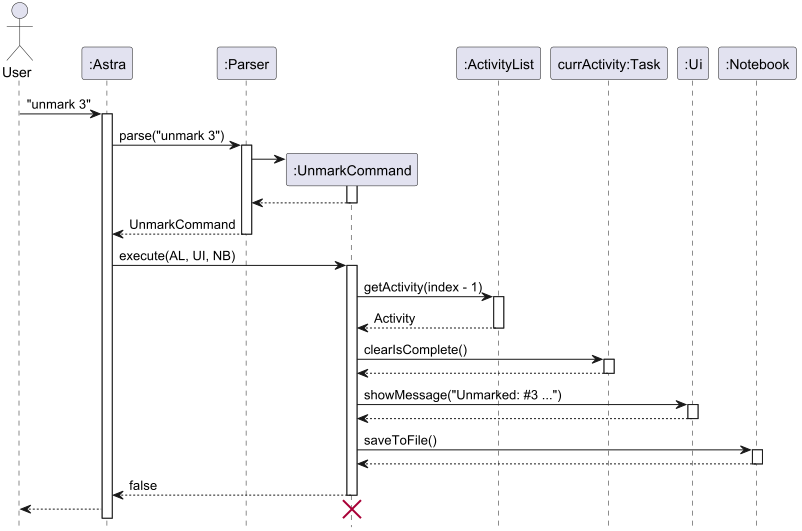 User
:Astra
:Parser
:ActivityList
currActivity:Task
:Ui
:Notebook
"unmark 3"
parse("unmark 3")
:UnmarkCommand
UnmarkCommand
execute(AL, UI, NB)
getActivity(index - 1)
Activity
clearIsComplete()
showMessage("Unmarked: #3 ...")
saveToFile()
false